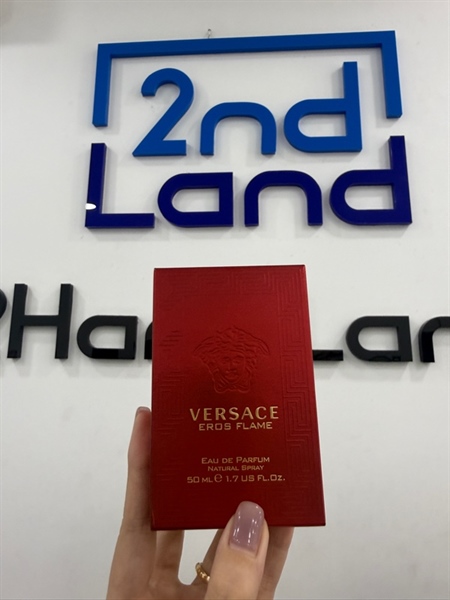 2nd
Land
VERSACE
EROS FLAME
EAU DE PARFUM
NATURAL SPRAY
50 ML ℮ 1.7 US FL.OZ.